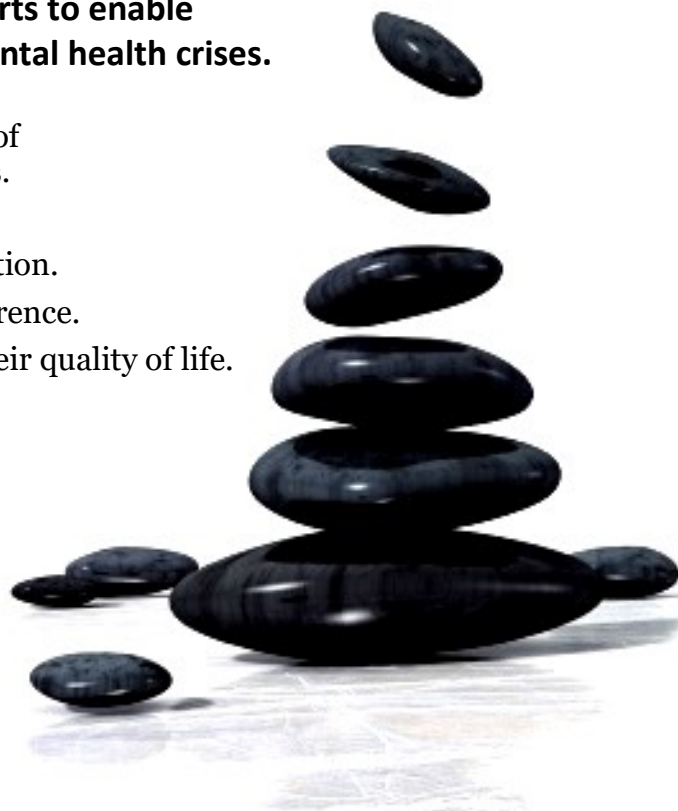 rts to enable
ntal health crises.
of
.
tion.
rence.
eir quality of life.